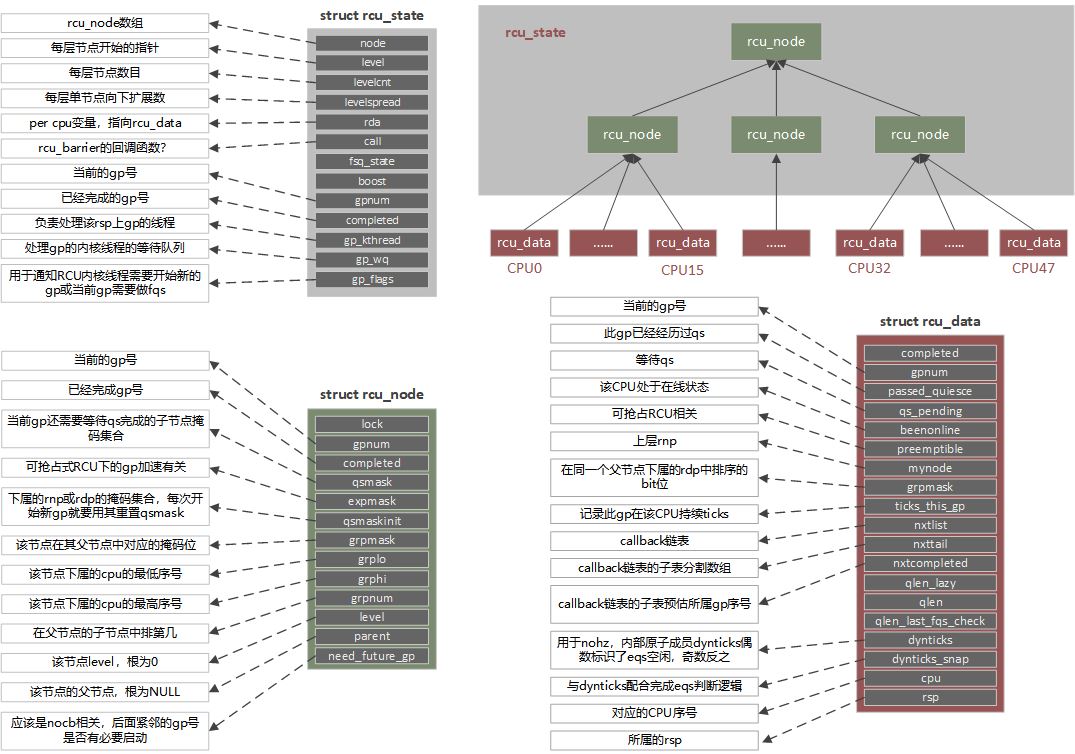 struct rcu_state
rcu_node数组
每层节点开始的指针
每层节点数目
每层单节点向下扩展数
per cpu变量，指向rcu_data
rcu_barrier的回调函数？
当前的gp号
已经完成的gp号
负责处理该rsp上gp的线程
处理gp的内核线程的等待队列
用于通知RCU内核线程需要开始新的
gp或当前gp需要做fqs
node
level
levelcnt
levelspread
rda
call
fsq_state
boost
gpnum
completed
gp_kthread
gp_wq
gp_flags
rcu_state
rcu_node
rcu_node
rcu_node
rcu_node
rcu_data
......
rcu_data
......
rcu_data
......
rcu_data
CPU0
CPU15
CPU32
CPU47
struct rcu_node
当前的gp号
已经完成gp号
当前gp还需要等待qs完成的子节点掩
码集合
可抢占式RCU下的gp加速有关
下属的rnp或rdp的掩码集合，每次开
始新gp就要用其重置qsmask
该节点在其父节点中对应的掩码位
该节点下属的cpu的最低序号
该节点下属的cpu的最高序号
在父节点的子节点中排第几
该节点level，根为0
该节点的父节点，根为NULL
应该是nocb相关，后面紧邻的gp号
是否有必要启动
lock
gpnum
completed
qsmask
expmask
qsmaskinit
grpmask
grplo
grphi
grpnum
level
parent
need_future_gp
struct rcu_data
当前的gp号
此gp已经经历过qs
等待qs
该CPU处于在线状态
可抢占RCU相关
上层rnp
在同一个父节点下属的rdp中排序的
bit位
记录此gp在该CPU持续ticks
callback链表
callback链表的子表分割数组
callback链表的子表预估所属gp序号
用于nohz，内部原子成员dynticks偶
数标识了eqs空闲，奇数反之
与dynticks配合完成eqs判断逻辑
对应的CPU序号
所属的rsp
completed
gpnum
passed_quiesce
qs_pending
beenonline
preemptible
mynode
grpmask
ticks_this_gp
nxtlist
nxttail
nxtcompleted
qlen_lazy
qlen
qlen_last_fqs_check
dynticks
dynticks_snap
cpu
rsp